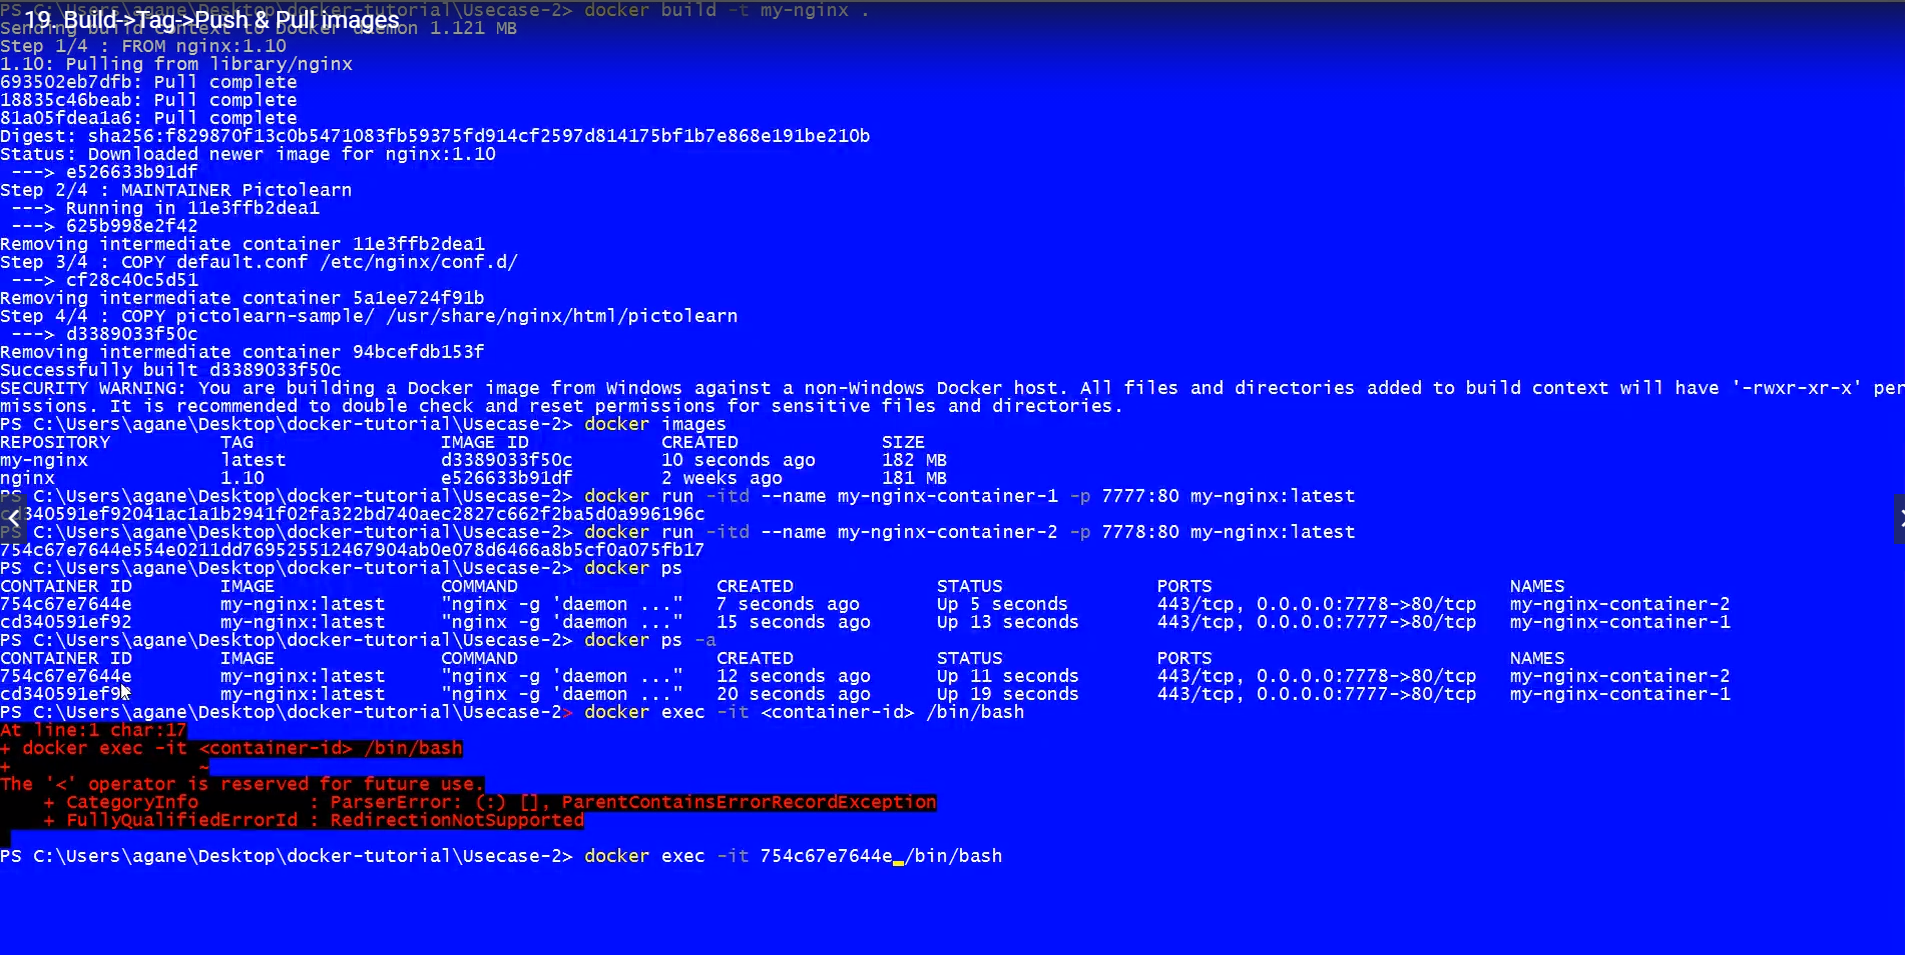 PS C:\Users\agane\Desktop\docker-tutorial\Usecase-2> docker build -t my-nginx .
19. Build->Tag->Push & Pull images
Sending build context to Docker daemon 1.121 MB
Step 1/4 : FROM nginx:1.10
1.10: Pulling from library/nginx
693502eb7dfb: Pull complete
18835c46beab: Pull complete
81a05fdea1a6: Pull complete
Digest: sha256:f829870f13c0b5471083fb59375fd914cf2597d814175bf1b7e868e191be210b
Status: Downloaded newer image for nginx:1.10
 ---> e526633b91df
Step 2/4 : MAINTAINER Pictolearn
 ---> Running in 11e3ffb2dea1
 ---> 625b998e2f42
Removing intermediate container 11e3ffb2dea1
Step 3/4 : COPY default.conf /etc/nginx/conf.d/
 ---> cf28c40c5d51
Removing intermediate container 5a1ee724f91b
Step 4/4 : COPY pictolearn-sample/ /usr/share/nginx/html/pictolearn
 ---> d3389033f50c
Removing intermediate container 94bcefdb153f
Successfully built d3389033f50c
SECURITY WARNING: You are building a Docker image from Windows against a non-Windows Docker host. All files and directories added to build context will have '-rwxr-xr-x' per
missions. It is recommended to double check and reset permissions for sensitive files and directories.
PS C:\Users\agane\Desktop\docker-tutorial\Usecase-2> docker images
REPOSITORY TAG IMAGE ID CREATED SIZE
my-nginx latest d3389033f50c 10 seconds ago 182 MB
nginx 1.10 e526633b91df 2 weeks ago 181 MB
PS C:\Users\agane\Desktop\docker-tutorial\Usecase-2> docker run -itd --name my-nginx-container-1 -p 7777:80 my-nginx:latest
cd340591ef92041ac1a1b2941f02fa322bd740aec2827c662f2ba5d0a996196c
PS C:\Users\agane\Desktop\docker-tutorial\Usecase-2> docker run -itd --name my-nginx-container-2 -p 7778:80 my-nginx:latest
754c67e7644e554e0211dd769525512467904ab0e078d6466a8b5cf0a075fb17
PS C:\Users\agane\Desktop\docker-tutorial\Usecase-2> docker ps
CONTAINER ID IMAGE COMMAND CREATED STATUS PORTS NAMES
754c67e7644e my-nginx:latest "nginx -g 'daemon ..." 7 seconds ago Up 5 seconds 443/tcp, 0.0.0.0:7778->80/tcp my-nginx-container-2
cd340591ef92 my-nginx:latest "nginx -g 'daemon ..." 15 seconds ago Up 13 seconds 443/tcp, 0.0.0.0:7777->80/tcp my-nginx-container-1
PS C:\Users\agane\Desktop\docker-tutorial\Usecase-2> docker ps -a
CONTAINER ID IMAGE COMMAND CREATED STATUS PORTS NAMES
754c67e7644e my-nginx:latest "nginx -g 'daemon ..." 12 seconds ago Up 11 seconds 443/tcp, 0.0.0.0:7778->80/tcp my-nginx-container-2
cd340591ef92 my-nginx:latest "nginx -g 'daemon ..." 20 seconds ago Up 19 seconds 443/tcp, 0.0.0.0:7777->80/tcp my-nginx-container-1
PS C:\Users\agane\Desktop\docker-tutorial\Usecase-2> docker exec -it <container-id> /bin/bash
At line:1 char:17
+ docker exec -it <container-id> /bin/bash
+ ~
The '<' operator is reserved for future use.
    + CategoryInfo : ParserError: (:) [], ParentContainsErrorRecordException
    + FullyQualifiedErrorId : RedirectionNotSupported
PS C:\Users\agane\Desktop\docker-tutorial\Usecase-2> docker exec -it 754c67e7644e /bin/bash